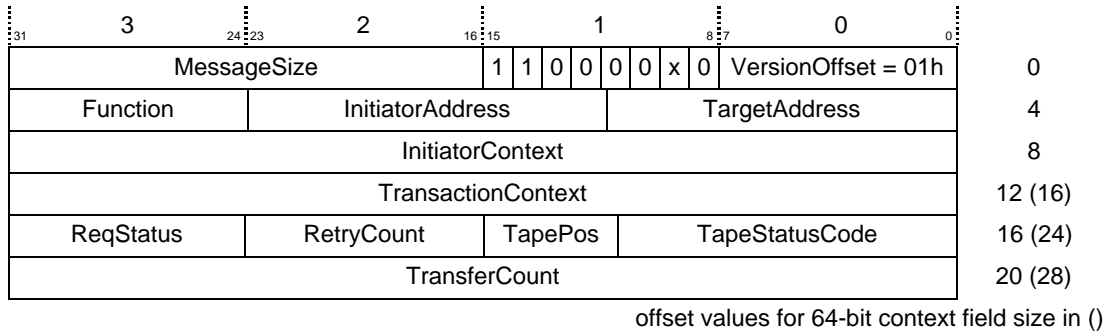 3 2 1 0
31 24 23 16 15 8 7 0
MessageSize 1 1 0 0 0 0 x 0 VersionOffset = 01h 0
Function InitiatorAddress TargetAddress 4
InitiatorContext 8
TransactionContext 12 (16)
ReqStatus RetryCount TapePos TapeStatusCode 16 (24)
TransferCount 20 (28)
offset values for 64-bit context field size in ()